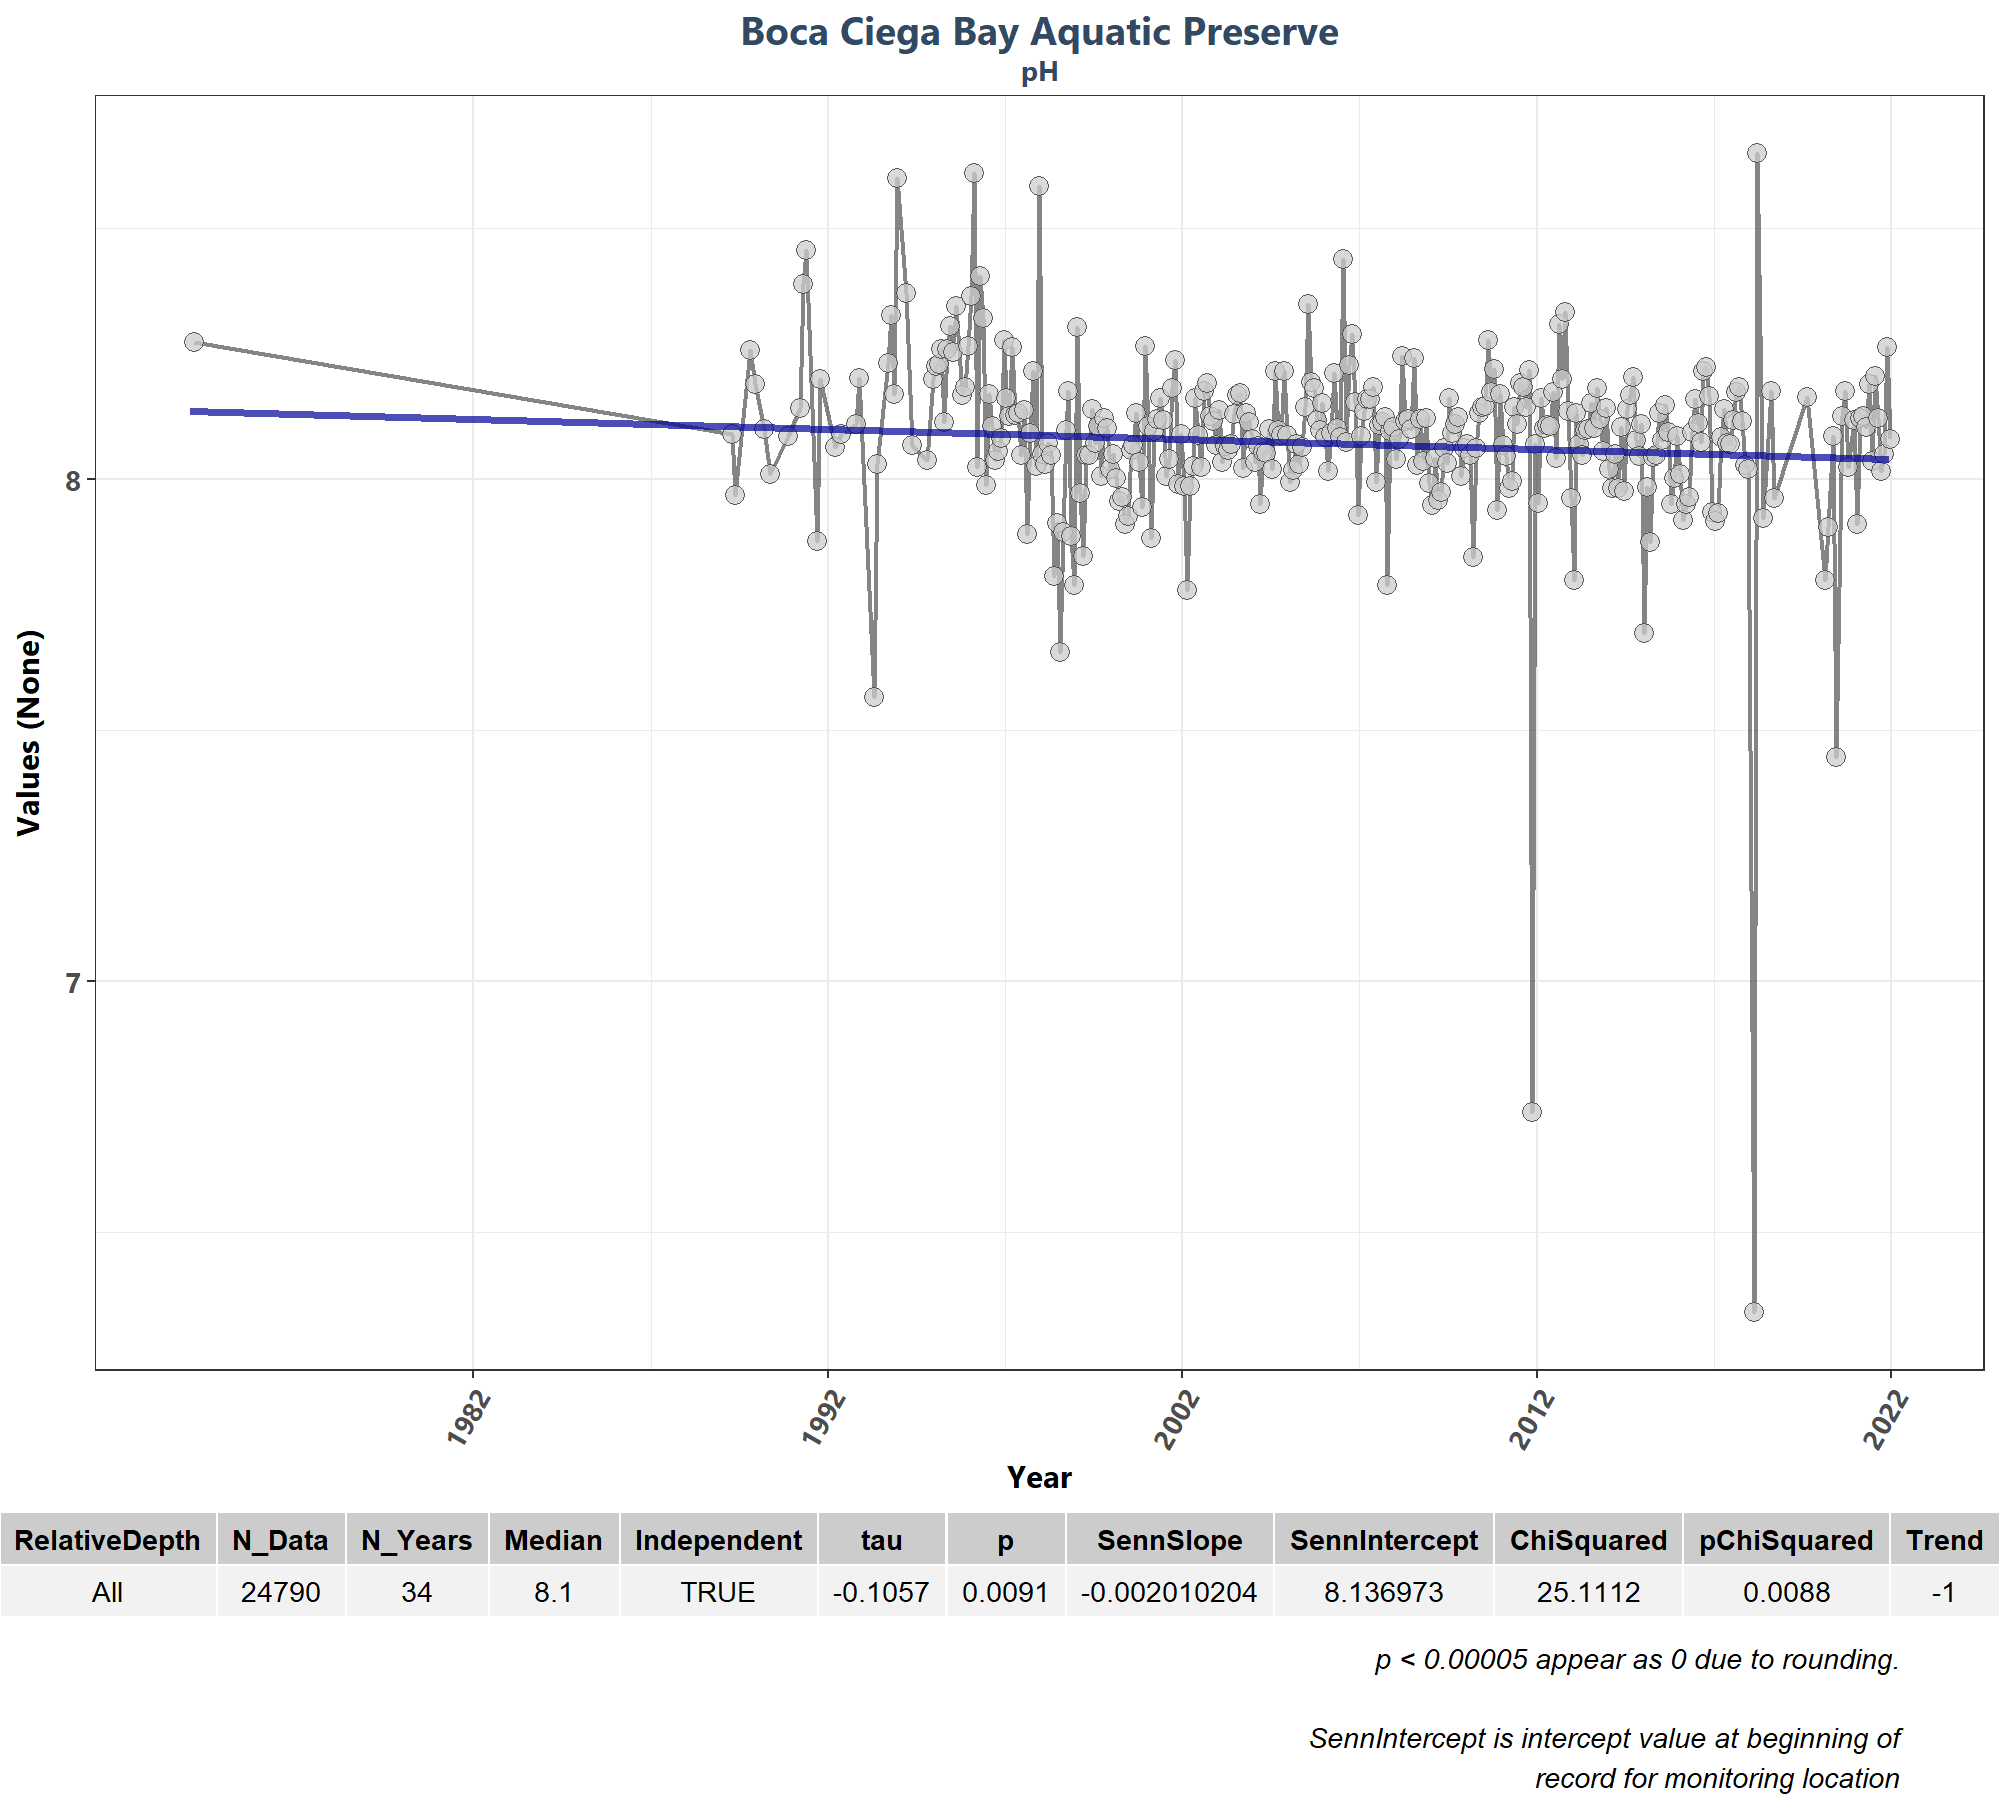 Boca Ciega Bay Aquatic Preserve
pH
Values (None)
8
7
1982 1992 2002 2012 2022
Year
RelativeDepth N_Data N_Years Median Independent tau p SennSlope SennIntercept ChiSquared pChiSquared Trend
All 24790 34 8.1 TRUE -0.1057 0.0091 -0.002010204 8.136973 25.1112 0.0088 -1
p < 0.00005 appear as 0 due to rounding.
SennIntercept is intercept value at beginning of
record for monitoring location